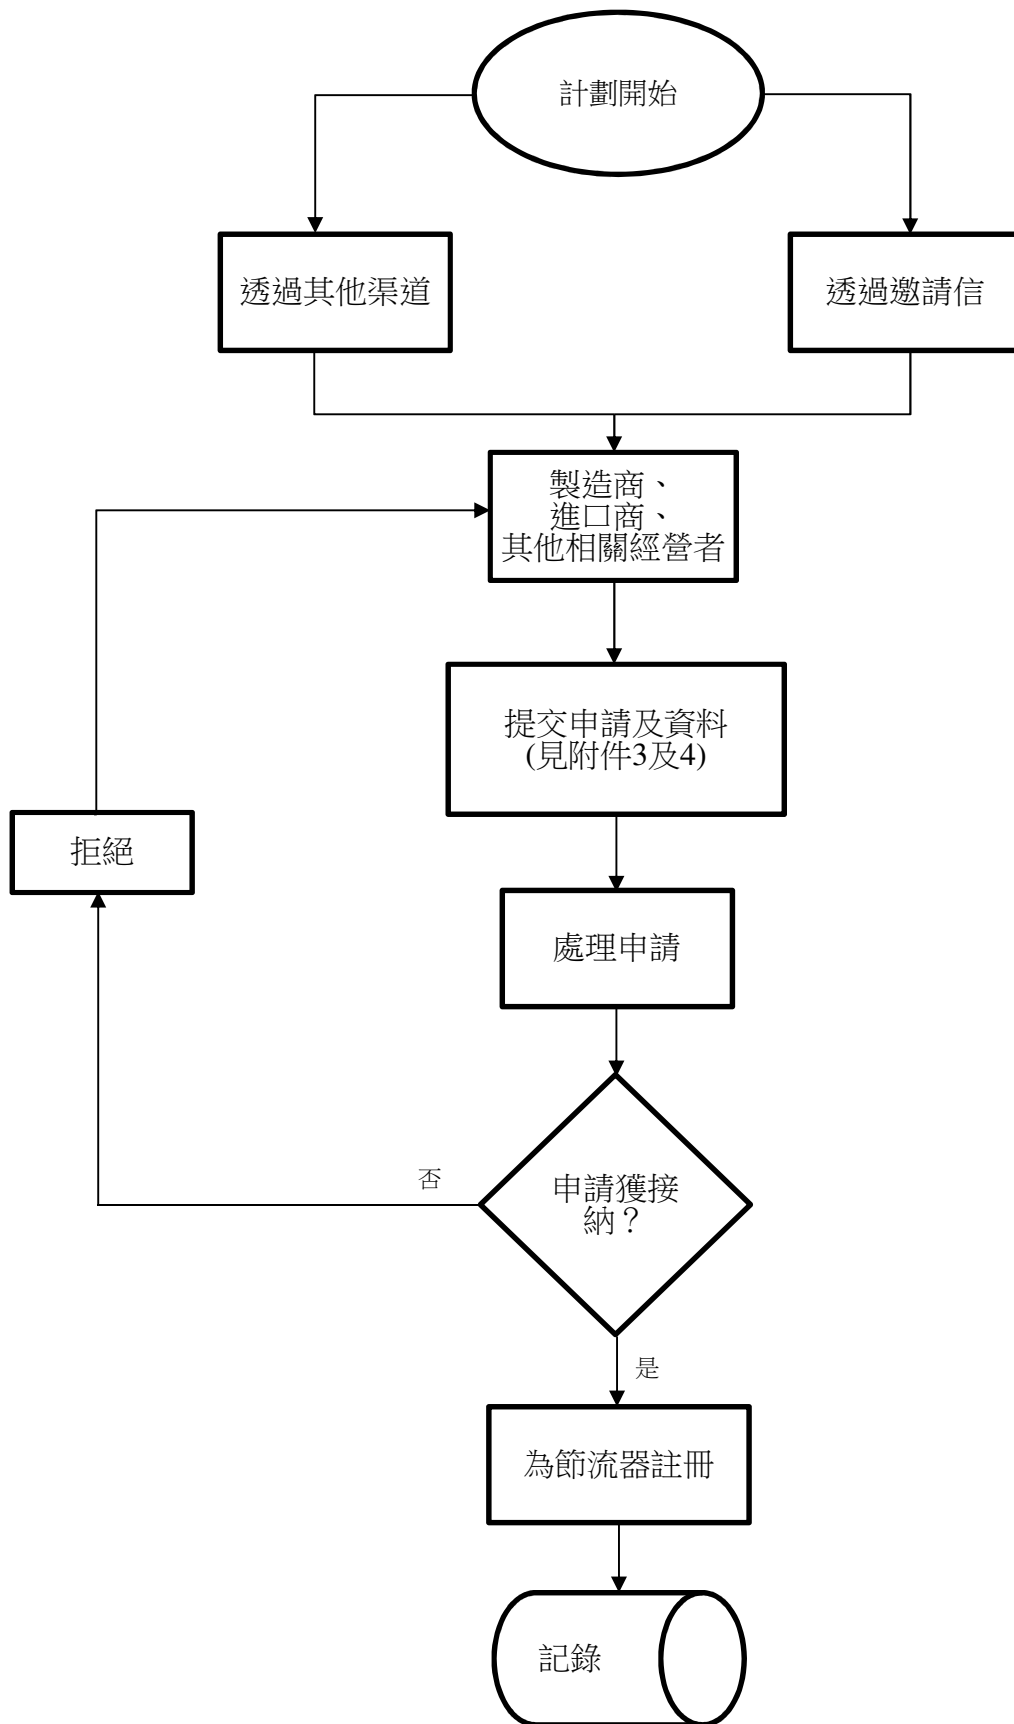 計劃開始
透過其他渠道
透過邀請信
製造商、
進口商、
其他相關經營者
提交申請及資料
(見附件3及4)
拒絕
處理申請
否
申請獲接
納？
是
為節流器註冊
記錄